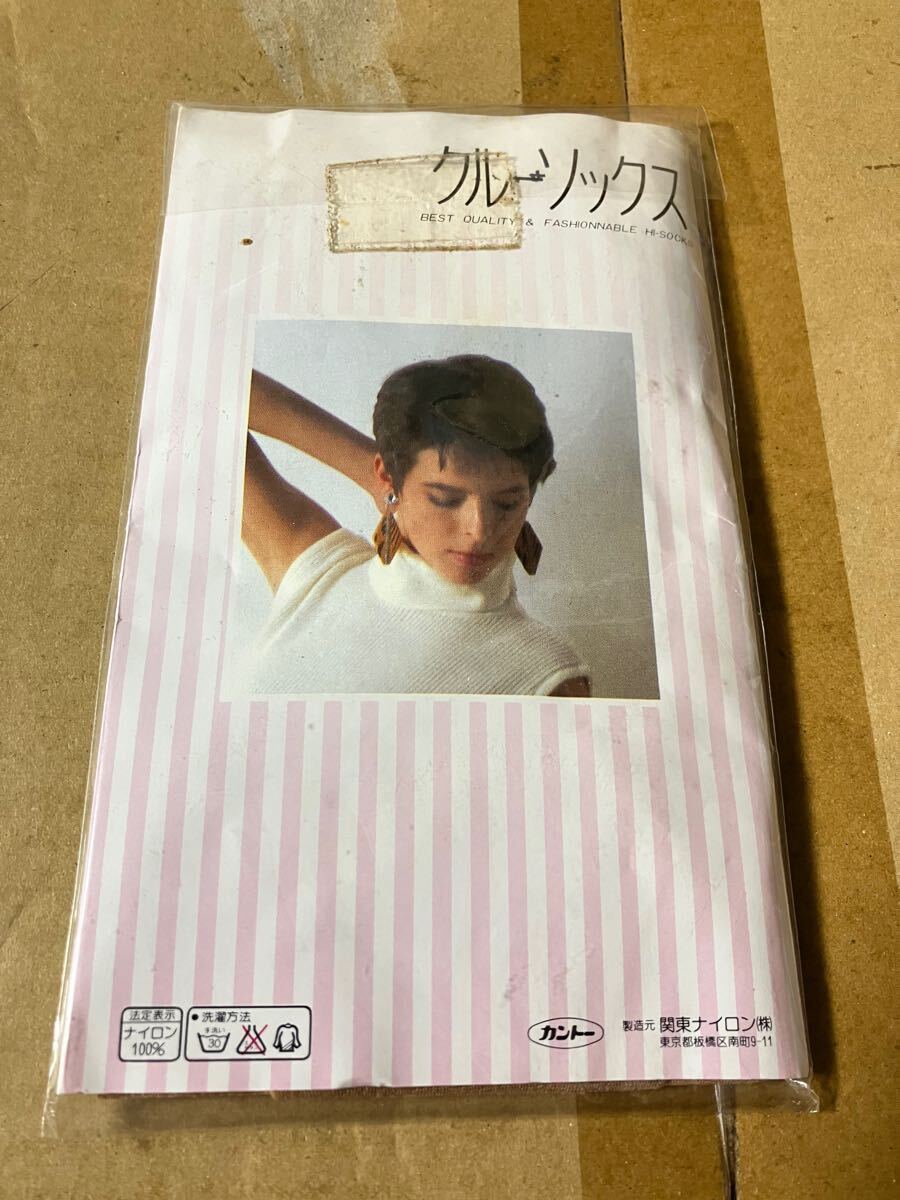 クルーソックス
BEST QUALITY & FASHIONNABLE HI-SOCKS
法定表示
ナイロン
100%
● 洗濯方法
手洗い
30
カントー
製造元 関東ナイロン(株)
東京都板橋区南町9-11